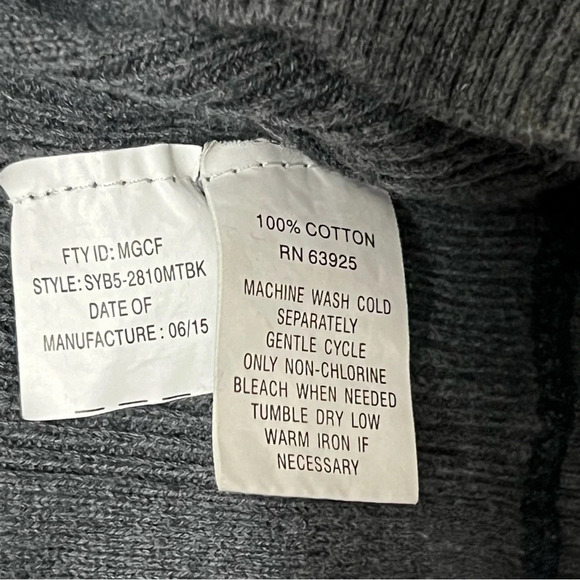 FTY ID: MGCF
STYLE: SYB5-2810MTBK
DATE OF
MANUFACTURE : 06/15
100% COTTON
RN 63925
MACHINE WASH COLD
SEPARATELY
GENTLE CYCLE
ONLY NON-CHLORINE
BLEACH WHEN NEEDED
TUMBLE DRY LOW
WARM IRON IF
NECESSARY